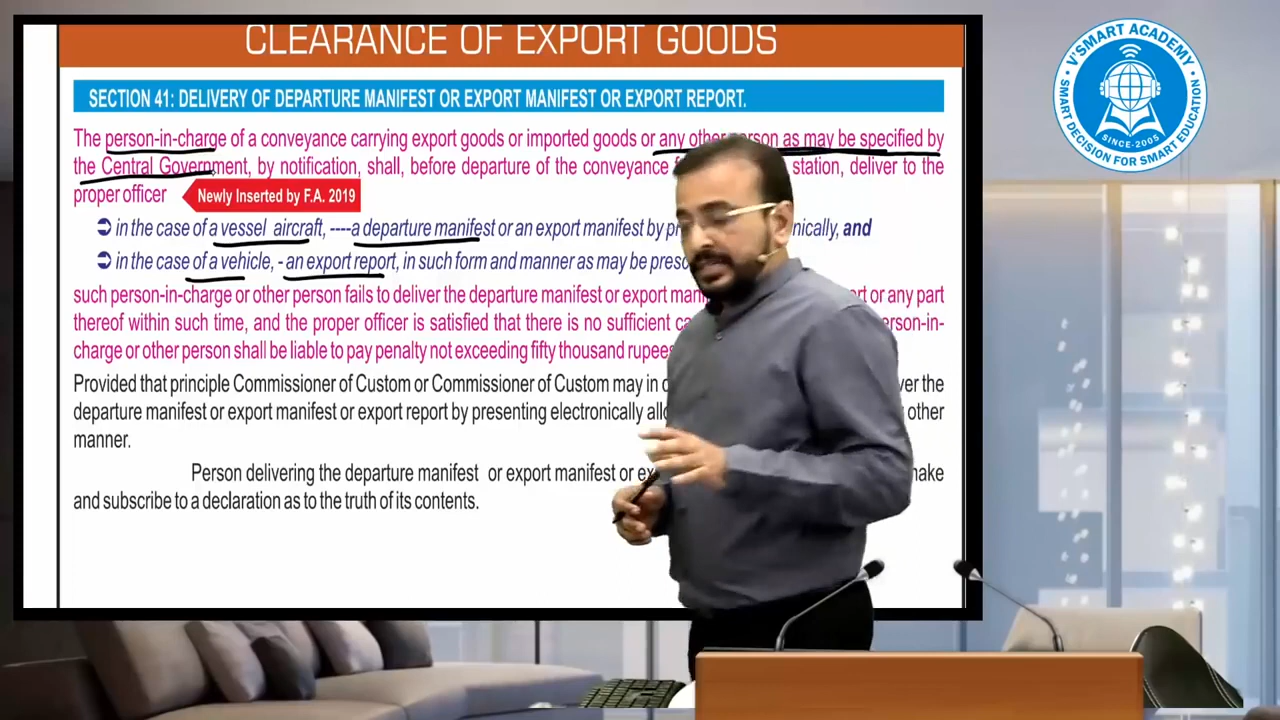 CLEARANCE OF EXPORT GOODS
SECTION 41: DELIVERY OF DEPARTURE MANIFEST OR EXPORT MANIFEST OR EXPORT REPORT.
The person-in-charge of a conveyance carrying export goods or imported goods or any other person as may be specified by
the Central Government, by notification, shall, before departure of the conveyance station, deliver to the
proper officer Newly Inserted by F.A. 2019
➲ in the case of a vessel aircraft, ----a departure manifest or an export manifest by and
➲ in the case of a vehicle, - an export report, in such form and manner as may be
such person-in-charge or other person fails to deliver the departure manifest or export or any part
thereof within such time, and the proper officer is satisfied that there is no sufficient
charge or other person shall be liable to pay penalty not exceeding fifty thousand rupees
Provided that principle Commissioner of Custom or Commissioner of Custom may in the
departure manifest or export manifest or export report by presenting electronically other
manner.
Person delivering the departure manifest or export manifest or
and subscribe to a declaration as to the truth of its contents.
V'SMART ACADEMY
SINCE-2005
SMART DECISION FOR SMART EDUCATION